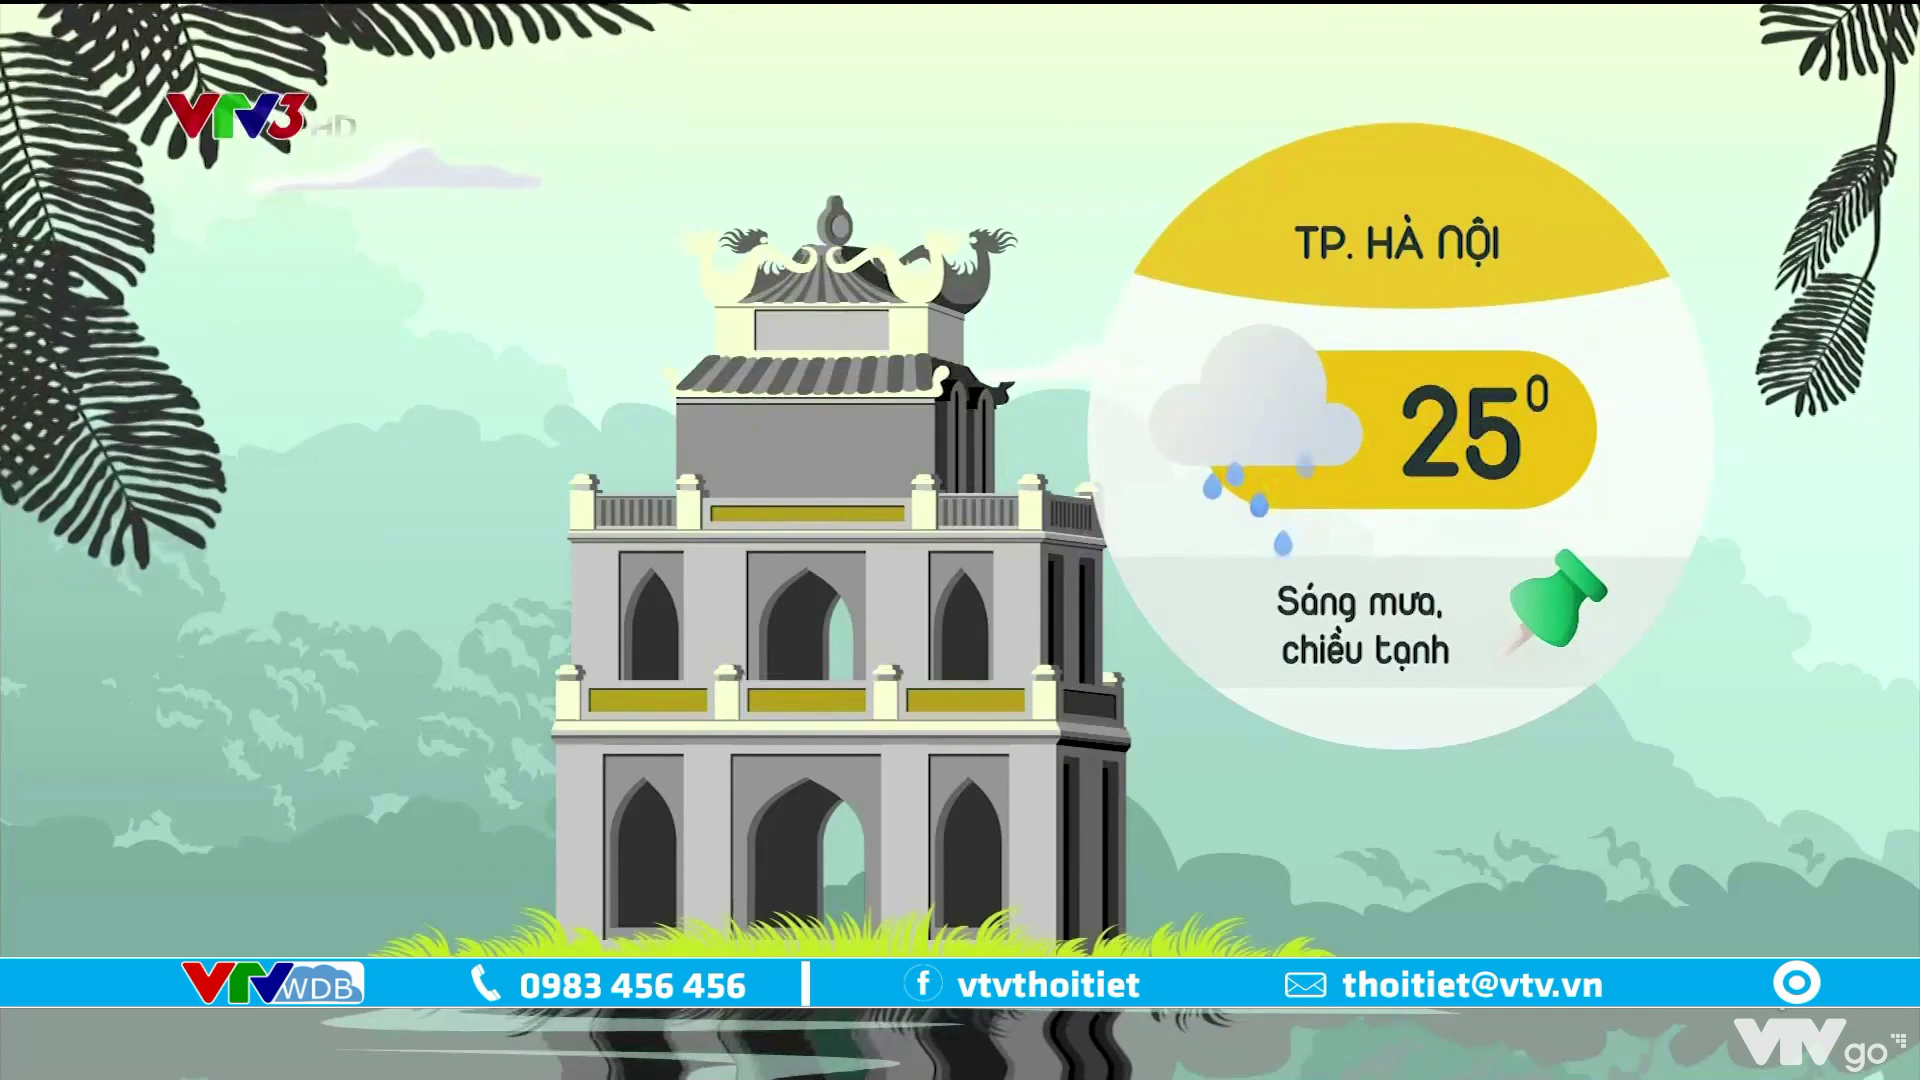 VTV3 HD
TP. HÀ NỘI
25⁰
Sáng mưa,
chiều tạnh
VTV WDB
0983 456 456
vtvthoitiet
thoitiet@vtv.vn
VTV go